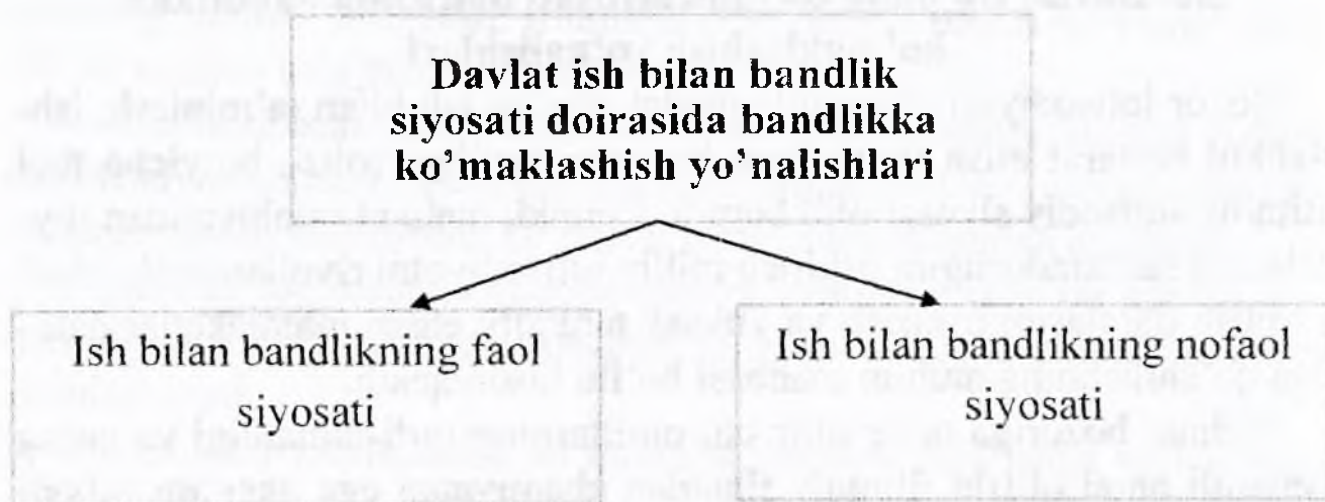 Davlat ish bilan bandlik
siyosati doirasida bandlikka
ko’maklashish yo’nalishlari
Ish bilan bandlikning faol
siyosati
Ish bilan bandlikning nofaol
siyosati